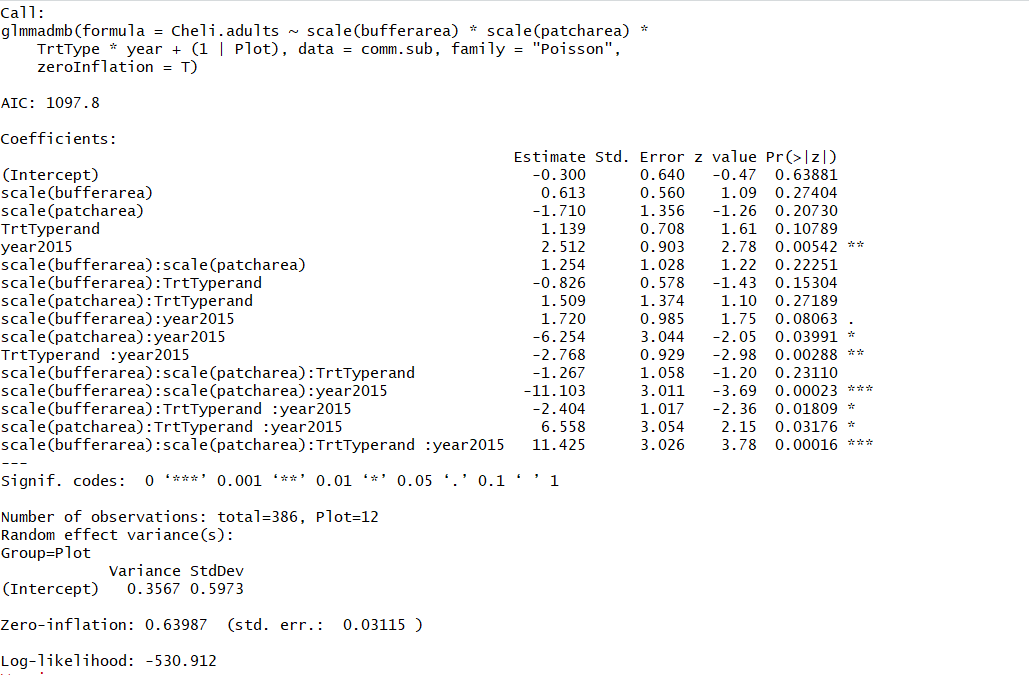 Call:
glmmadmb(formula = Cheli.adults ~ scale(bufferarea) * scale(patcharea) *
    TrtType * year + (1 | Plot), data = comm.sub, family = "Poisson",
    zeroInflation = T)
AIC: 1097.8
Coefficients:
Estimate Std. Error z value Pr(>|z|)
(Intercept) -0.300 0.640 -0.47 0.63881
scale(bufferarea) 0.613 0.560 1.09 0.27404
scale(patcharea) -1.710 1.356 -1.26 0.20730
TrtTyperand 1.139 0.708 1.61 0.10789
year2015 2.512 0.903 2.78 0.00542 **
scale(bufferarea):scale(patcharea) 1.254 1.028 1.22 0.22251
scale(bufferarea):TrtTyperand -0.826 0.578 -1.43 0.15304
scale(patcharea):TrtTyperand 1.509 1.374 1.10 0.27189
scale(bufferarea):year2015 1.720 0.985 1.75 0.08063 .
scale(patcharea):year2015 -6.254 3.044 -2.05 0.03991 *
TrtTyperand :year2015 -2.768 0.929 -2.98 0.00288 **
scale(bufferarea):scale(patcharea):TrtTyperand -1.267 1.058 -1.20 0.23110
scale(bufferarea):scale(patcharea):year2015 -11.103 3.011 -3.69 0.00023 ***
scale(bufferarea):TrtTyperand :year2015 -2.404 1.017 -2.36 0.01809 *
scale(patcharea):TrtTyperand :year2015 6.558 3.054 2.15 0.03176 *
scale(bufferarea):scale(patcharea):TrtTyperand :year2015 11.425 3.026 3.78 0.00016 ***
---
Signif. codes:  0 ‘***’ 0.001 ‘**’ 0.01 ‘*’ 0.05 ‘.’ 0.1 ‘ ’ 1
Number of observations: total=386, Plot=12
Random effect variance(s):
Group=Plot
Variance StdDev
(Intercept) 0.3567 0.5973
Zero-inflation: 0.63987  (std. err.:  0.03115 )
Log-likelihood: -530.912